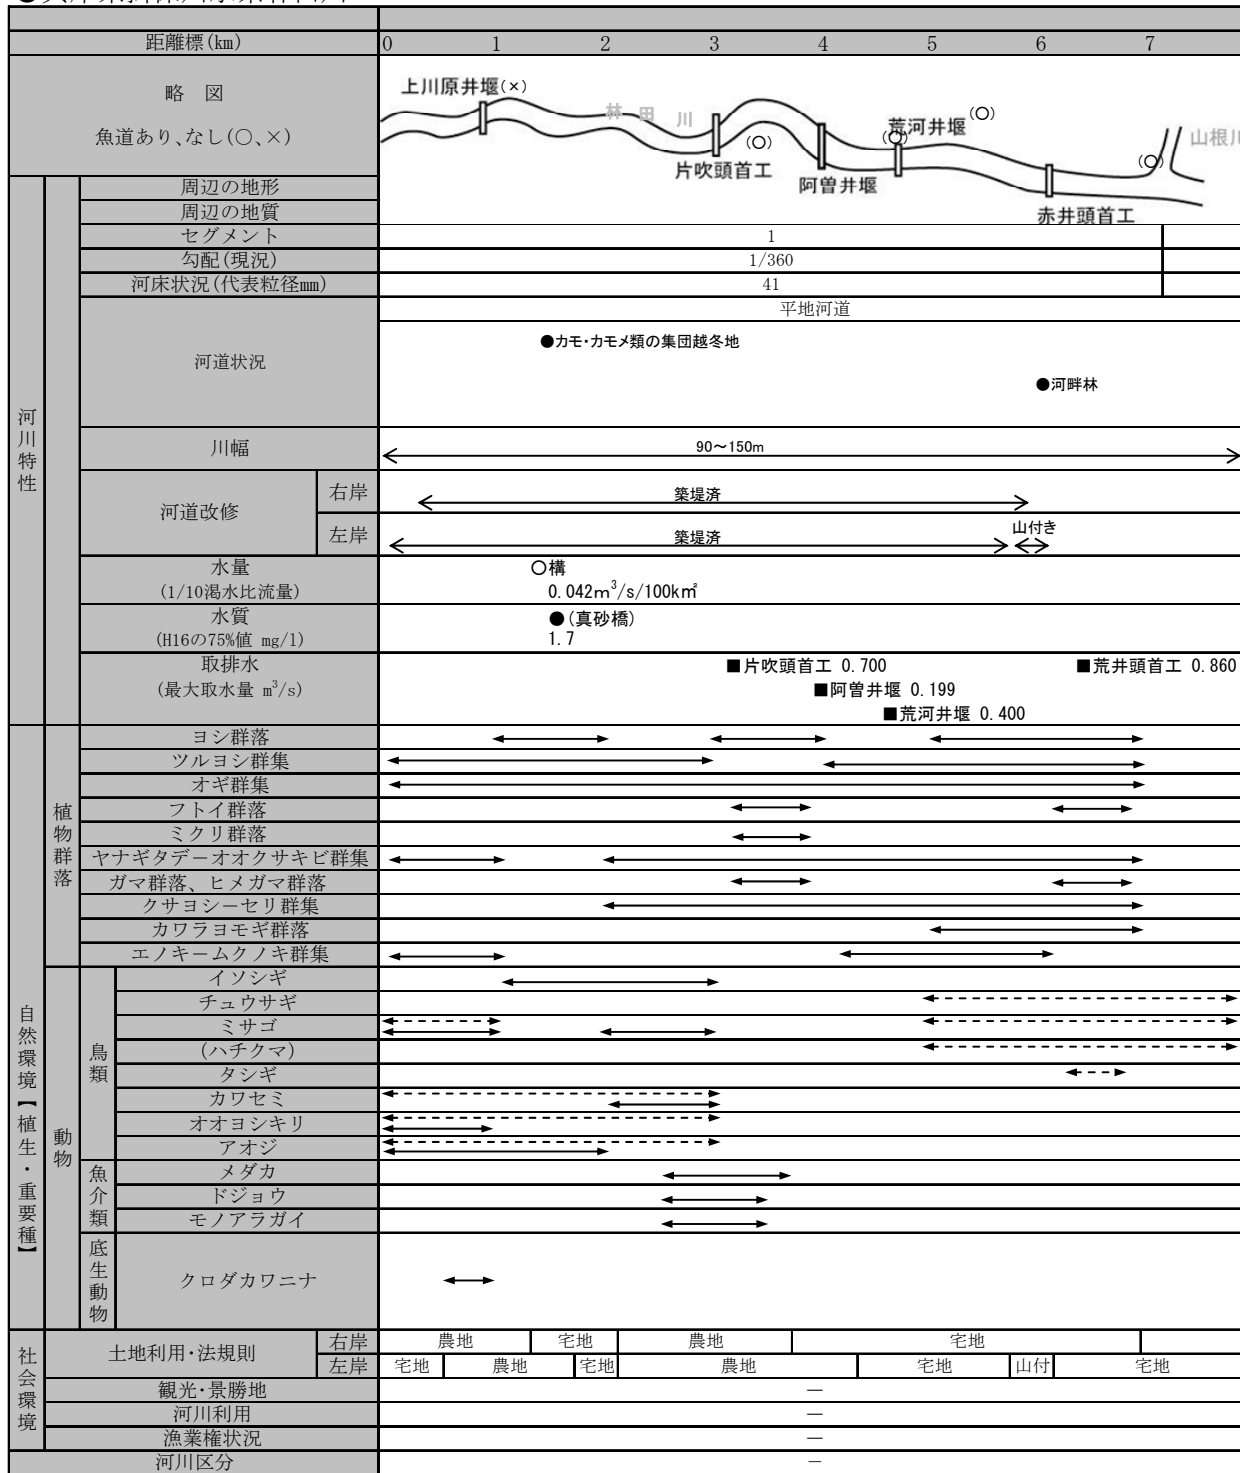 距離標(km) 0 1 2 3 4 5 6 7
略 図
魚道あり、なし(○、×)
上川原井堰(×)
林 田 川
(○)
片吹頭首工
阿曽井堰
荒河井堰
(○)
(○)
(○)
山根川
赤井頭首工
河川特性
周辺の地形
周辺の地質
セグメント 1
勾配(現況) 1/360
河床状況(代表粒径mm) 41
河道状況
平地河道
●カモ・カモメ類の集団越冬地
●河畔林
川幅 90～150m
河道改修 右岸 築堤済
左岸 築堤済 山付き
水量 ○構
(1/10渇水比流量) 0.042m³/s/100k㎡
水質 ●(真砂橋)
(H16の75%値 mg/l) 1.7
取排水 ■片吹頭首工 0.700 ■荒井頭首工 0.860
(最大取水量 m³/s) ■阿曽井堰 0.199
■荒河井堰 0.400
自然環境【植生・重要種】
植物群落
ヨシ群落
ツルヨシ群集
オギ群集
フトイ群落
ミクリ群落
ヤナギタデーオオクサキビ群集
ガマ群落、ヒメガマ群落
クサヨシーセリ群集
カワラヨモギ群落
エノキームクノキ群集
動物
鳥類
イソシギ
チュウサギ
ミサゴ
(ハチクマ)
タシギ
カワセミ
オオヨシキリ
アオジ
魚介類
メダカ
ドジョウ
モノアラガイ
底生動物
クロダカワニナ
社会環境
土地利用・法規則 右岸 農地 宅地 農地 宅地
左岸 宅地 農地 宅地 農地 宅地 山付 宅地
観光・景勝地 －
河川利用 －
漁業権状況 －
河川区分 －